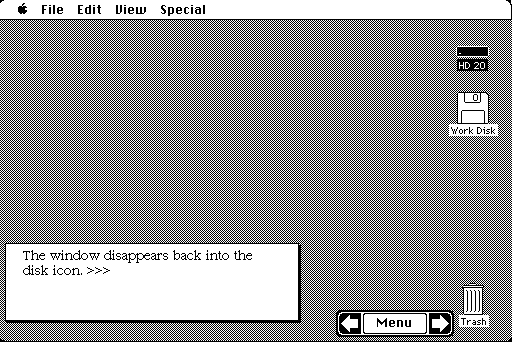 File Edit View Special
HD 20
Work Disk
The window disappears back into the
disk icon. >>>
Menu
Trash